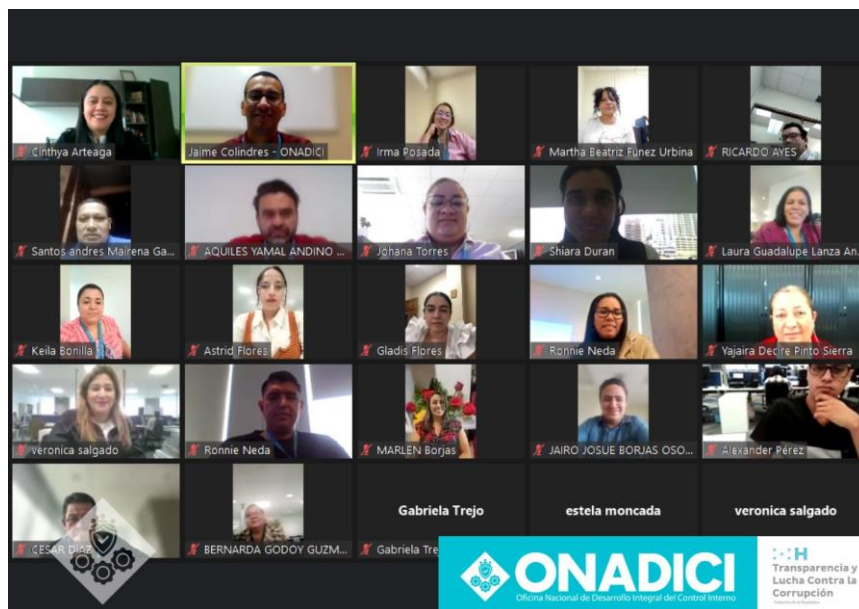 Cinthya Arteaga
Jaime Colindres - ONADICI
Irma Posada
Martha Beatriz Fúnez Urbina
RICARDO AYES
Santos andres Mairena Ga...
AQUILES YAMAL ANDINO ...
Johana Torres
Shiara Duran
Laura Guadalupe Lanza An...
Keila Bonilla
Astrid Flores
Gladis Flores
Ronnie Neda
Yajaira Decire Pinto Sierra
veronica salgado
Ronnie Neda
MARLEN Borjas
JAIRO JOSUE BORJAS OSO...
Alexander Pérez
CESAR DIAZ
BERNARDA GODOY GUZM...
Gabriela Trejo
estela moncada
veronica salgado
Gabriela Tre
ONADICI
Oficina Nacional de Desarrollo Integral del Control Interno
H
Transparencia y
Lucha Contra la
Corrupción